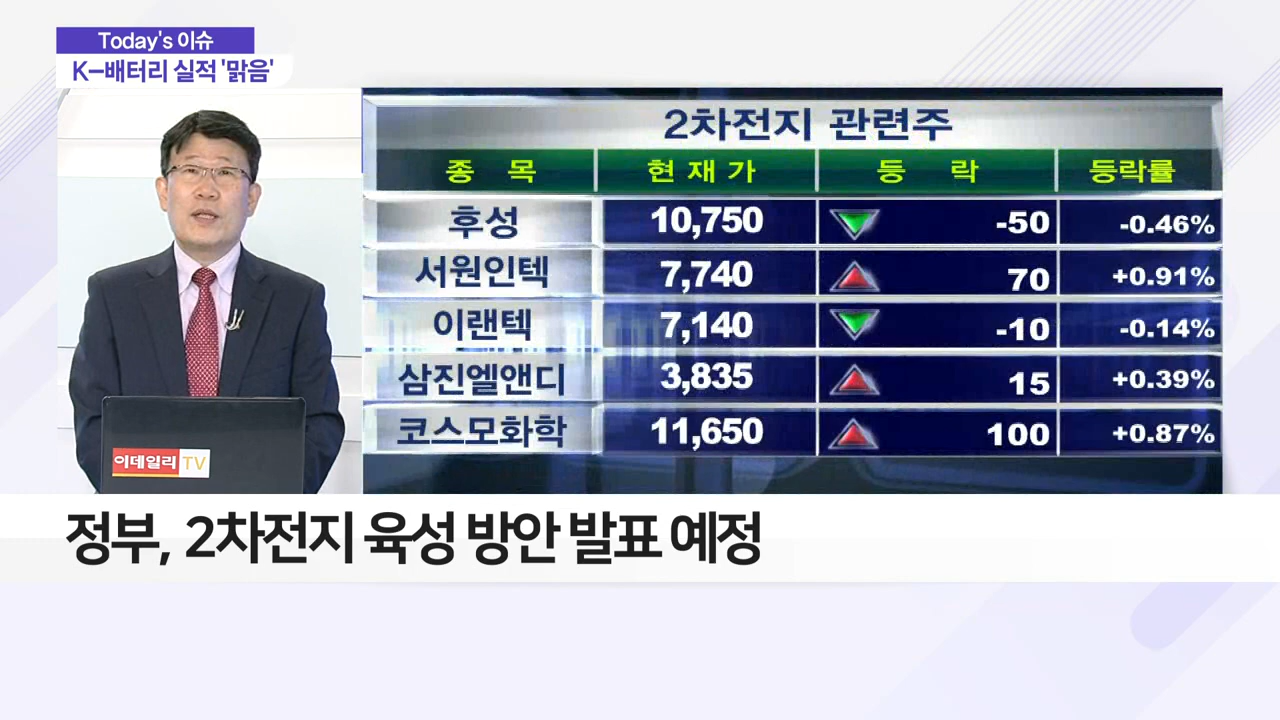 Today's 이슈
K-배터리 실적 '맑음'
2차전지 관련주
종 목 현 재 가 등 락 등락률
후성 10,750 -50 -0.46%
서원인텍 7,740 70 +0.91%
이랜텍 7,140 -10 -0.14%
삼진엘앤디 3,835 15 +0.39%
코스모화학 11,650 100 +0.87%
이데일리 TV
정부, 2차전지 육성 방안 발표 예정